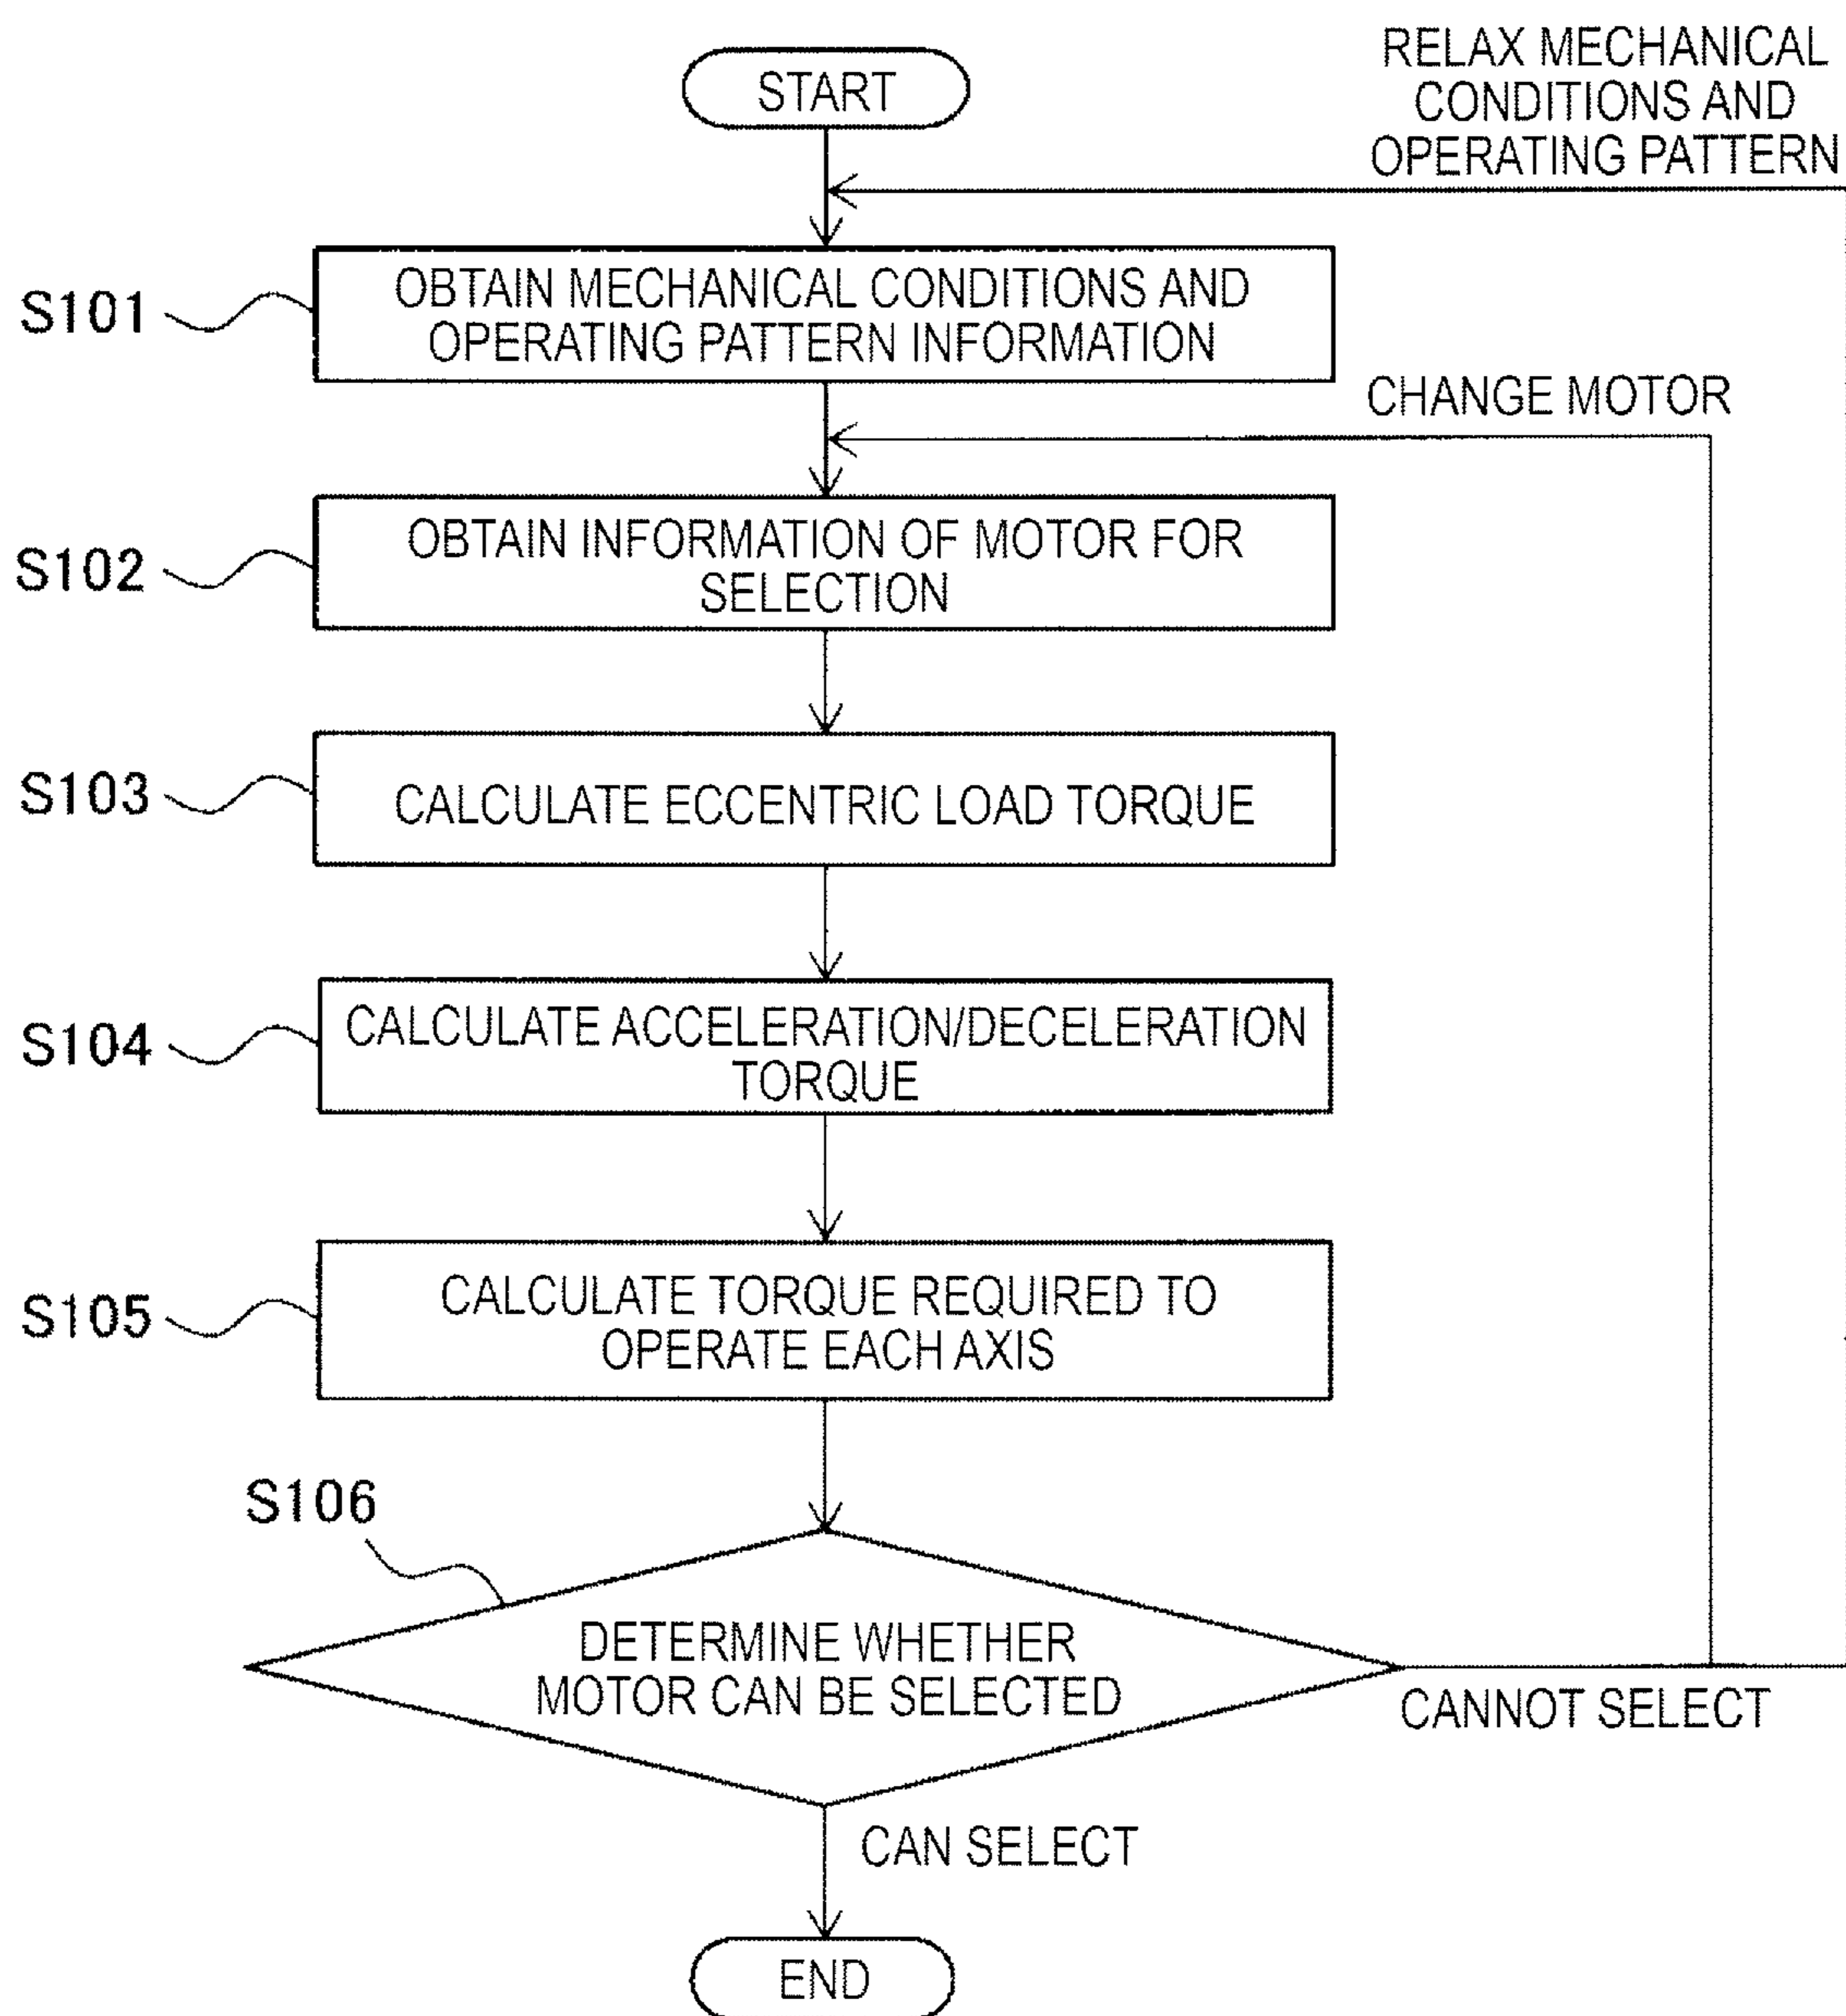 START
RELAX MECHANICAL
CONDITIONS AND
OPERATING PATTERN
S101
OBTAIN MECHANICAL CONDITIONS AND
OPERATING PATTERN INFORMATION
CHANGE MOTOR
S102
OBTAIN INFORMATION OF MOTOR FOR
SELECTION
S103
CALCULATE ECCENTRIC LOAD TORQUE
S104
CALCULATE ACCELERATION/DECELERATION
TORQUE
S105
CALCULATE TORQUE REQUIRED TO
OPERATE EACH AXIS
S106
DETERMINE WHETHER
MOTOR CAN BE SELECTED
CANNOT SELECT
CAN SELECT
END